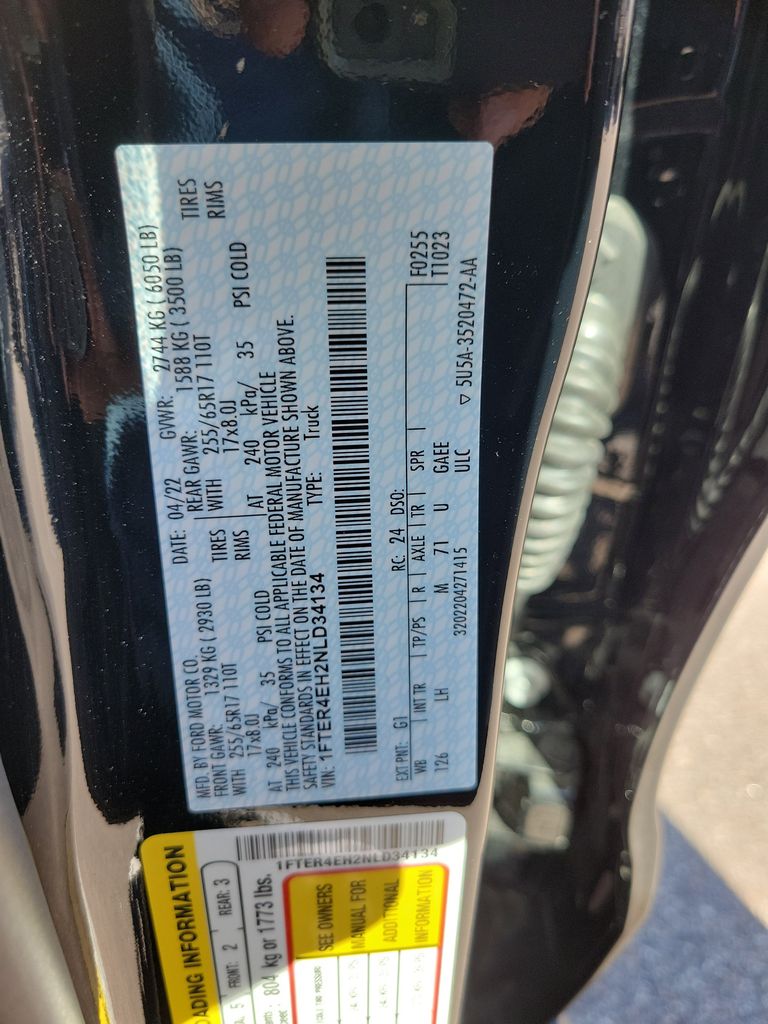 MFD. BY FORD MOTOR CO. DATE: 04/22 GVWR: 2744 KG ( 6050 LB)
FRONT GAWR: 1329 KG ( 2930 LB) REAR GAWR: 1588 KG ( 3500 LB)
WITH 255/65R17 110T TIRES WITH 255/65R17 110T TIRES
17x8.0J RIMS 17x8.0J RIMS
AT 240 kPa/ 35 PSI COLD AT 240 kPa/ 35 PSI COLD
THIS VEHICLE CONFORMS TO ALL APPLICABLE FEDERAL MOTOR VEHICLE
SAFETY STANDARDS IN EFFECT ON THE DATE OF MANUFACTURE SHOWN ABOVE.
VIN: 1FTER4EH2NLD34134 TYPE: Truck
EXT PNT: G1 RC: 24 DSO: F0255
WB INT TR TP/PS R AXLE TR SPR T1023
126 LH M 71 U GAEE
3202204271415 ULC ▽ 5U5A-3520472-AA
ADING INFORMATION
5 FRONT: 2 REAR: 3
804 kg or 1773 lbs.
1FTER4EH2NLD34134
SEE OWNERS
MANUAL FOR
ADDITIONAL
INFORMATION